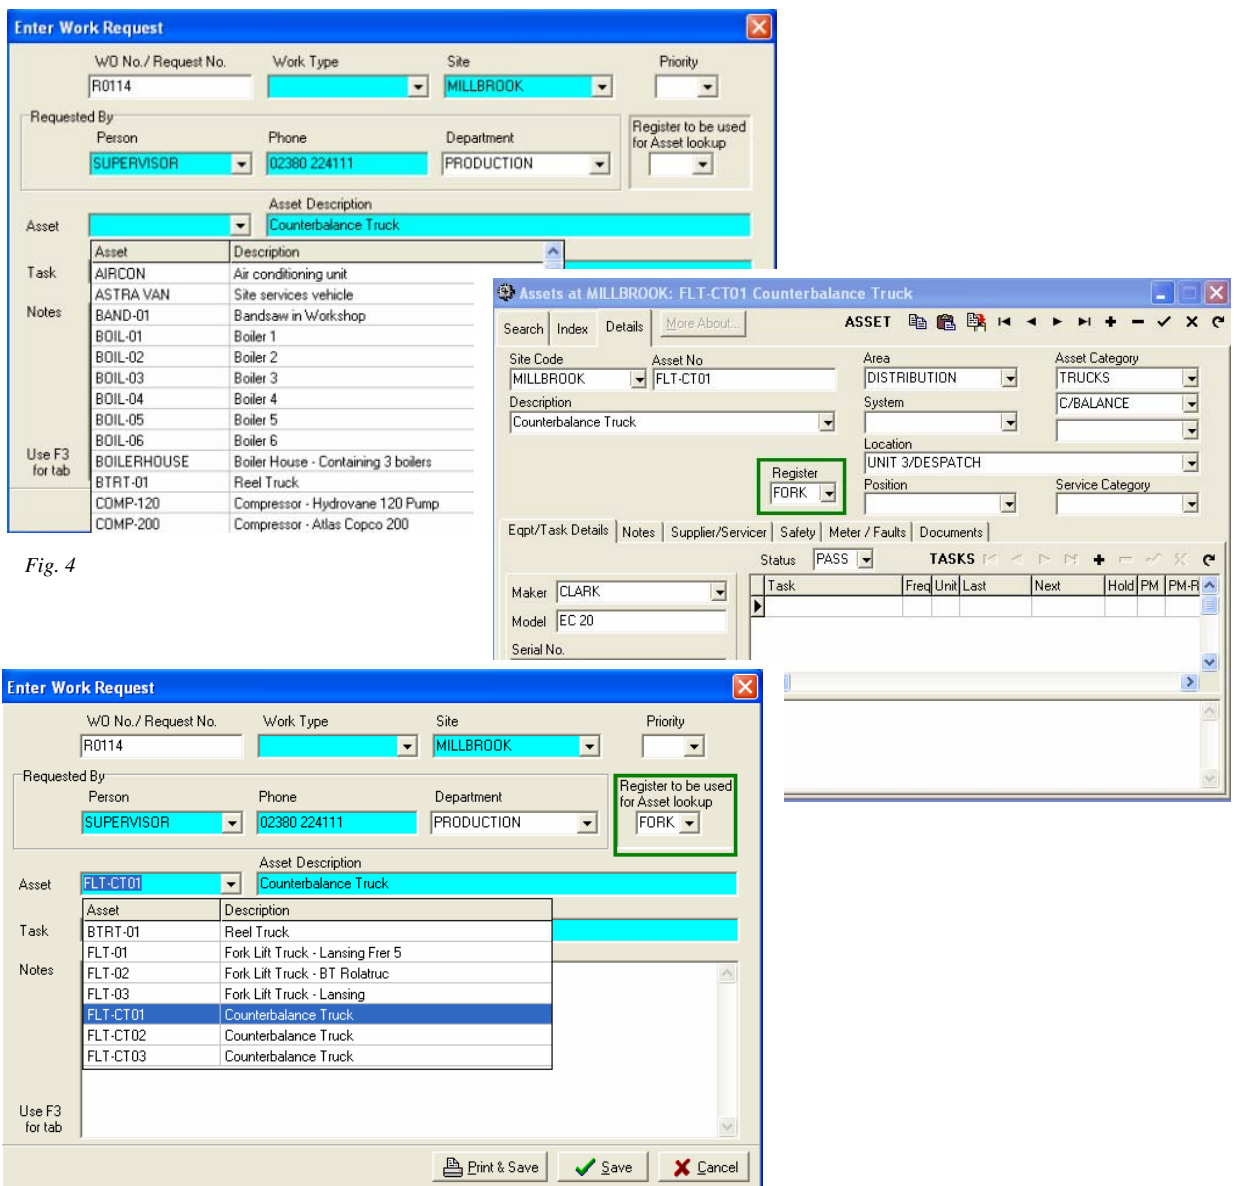 Enter Work Request
WO No./ Request No. Work Type Site Priority
R0114 MILLBROOK
Requested By
Person Phone Department
Register to be used
for Asset lookup
SUPERVISOR 02380 224111 PRODUCTION
Asset Description
Asset Counterbalance Truck
Asset Description
Task AIRCON Air conditioning unit
ASTRA VAN Site services vehicle
Notes BAND-01 Bandsaw in Workshop
BOIL-01 Boiler 1
BOIL-02 Boiler 2
BOIL-03 Boiler 3
BOIL-04 Boiler 4
BOIL-05 Boiler 5
BOIL-06 Boiler 6
Use F3
for tab
BOILERHOUSE Boiler House - Containing 3 boilers
BTRT-01 Reel Truck
COMP-120 Compressor - Hydrovane 120 Pump
COMP-200 Compressor - Atlas Copco 200
Fig. 4
Assets at MILLBROOK: FLT-CT01 Counterbalance Truck
Search Index Details More About... ASSET
Site Code Asset No Area Asset Category
MILLBROOK FLT-CT01 DISTRIBUTION TRUCKS
Description System C/BALANCE
Counterbalance Truck
Location
UNIT 3/DESPATCH
Register
FORK
Position Service Category
Eqpt/Task Details Notes Supplier/Servicer Safety Meter / Faults Documents
Status PASS TASKS
Task Freq Unit Last Next Hold PM PM-R
Maker CLARK
Model EC 20
Serial No.
Enter Work Request
WO No./ Request No. Work Type Site Priority
R0114 MILLBROOK
Requested By
Person Phone Department
Register to be used
for Asset lookup
SUPERVISOR 02380 224111 PRODUCTION FORK
Asset Description
Asset FLT-CT01 Counterbalance Truck
Asset Description
Task BTRT-01 Reel Truck
FLT-01 Fork Lift Truck - Lansing Frer 5
Notes FLT-02 Fork Lift Truck - BT Rolatruc
FLT-03 Fork Lift Truck - Lansing
FLT-CT01 Counterbalance Truck
FLT-CT02 Counterbalance Truck
FLT-CT03 Counterbalance Truck
Use F3
for tab
Print & Save Save Cancel